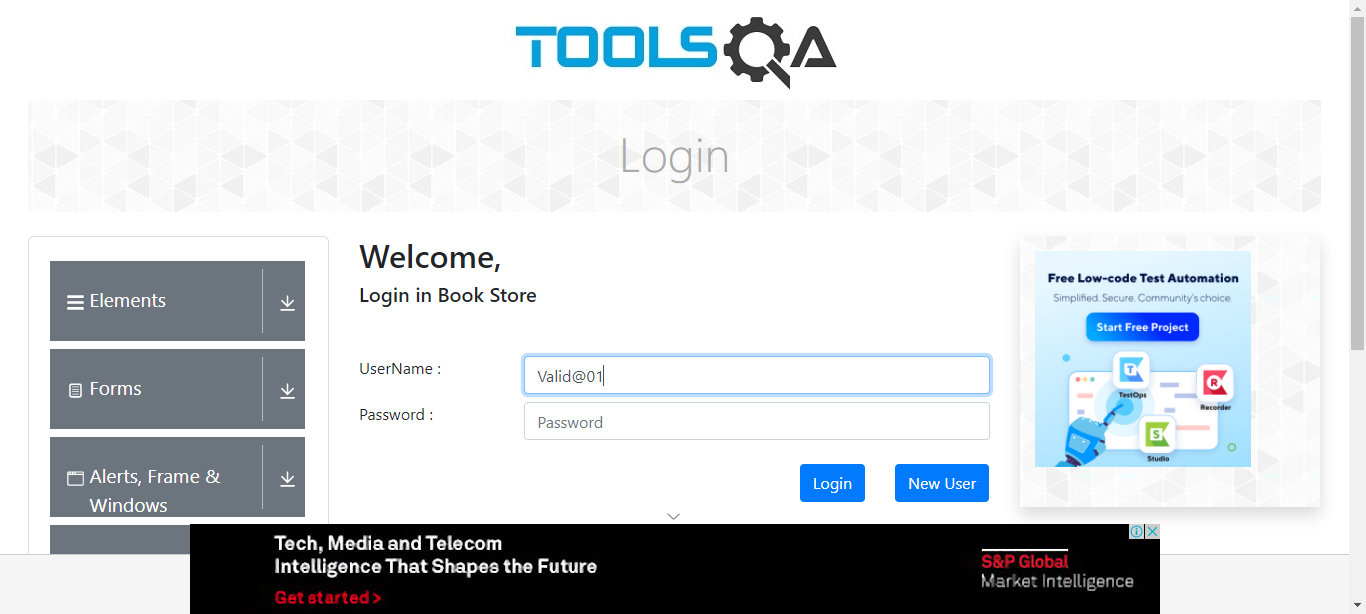 TOOLSQA
Login
Elements
Forms
Alerts, Frame &
Windows
Welcome,
Login in Book Store
UserName :
Valid@01
Password :
Password
Login
New User
Free Low-code Test Automation
Simplified. Secure. Community's choice.
Start Free Project
TestOps
Recorder
Studio
Tech, Media and Telecom
Intelligence That Shapes the Future
Get started >
S&P Global
Market Intelligence